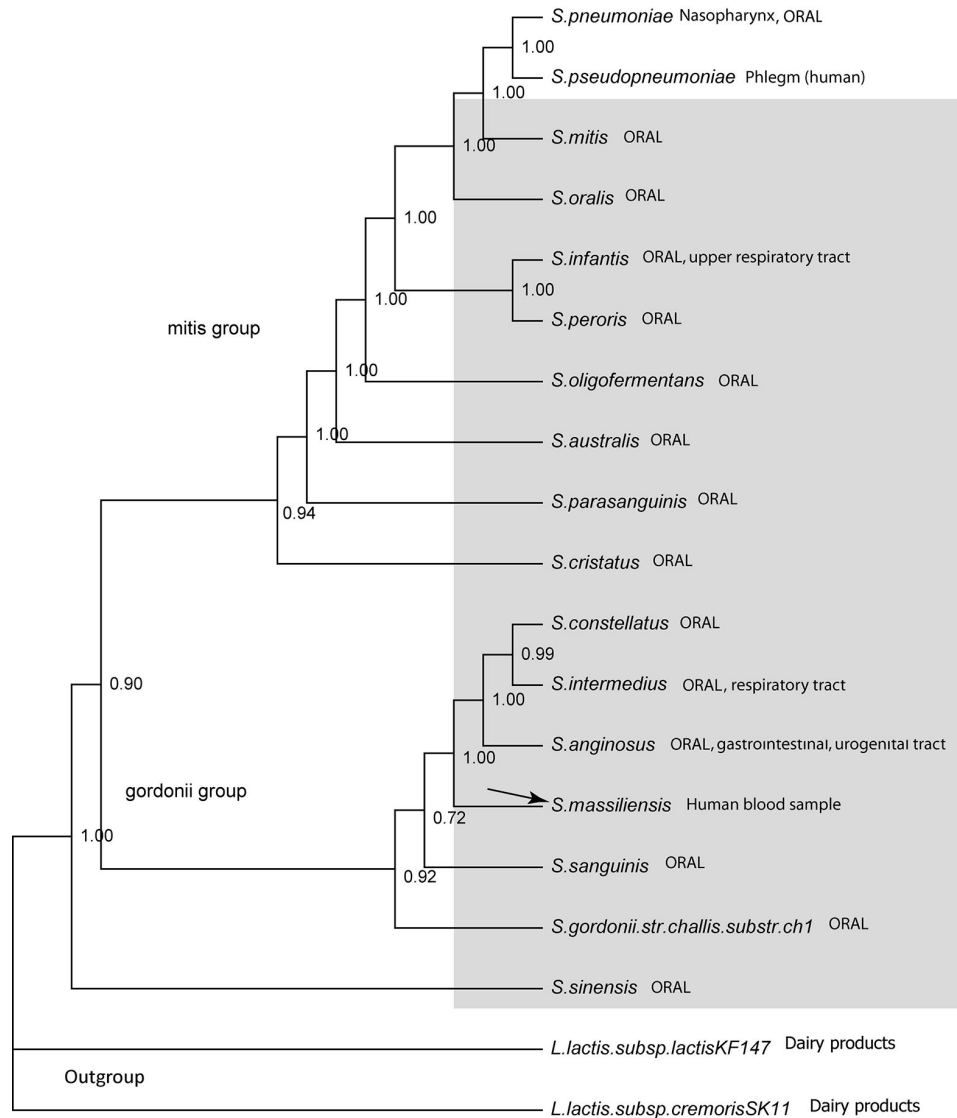 S.pneumoniae Nasopharynx, ORAL
1.00
S.pseudopneumoniae Phlegm (human)
1.00
S.mitis ORAL
1.00
S.oralis ORAL
1.00
S.infantis ORAL, upper respiratory tract
1.00
1.00
mitis group
S.peroris ORAL
1.00
S.oligofermentans ORAL
1.00
S.australis ORAL
S.parasanguinis ORAL
0.94
S.cristatus ORAL
S.constellatus ORAL
0.99
0.90
S.intermedius ORAL, respiratory tract
1.00
S.anginosus ORAL, gastrointestinal, urogenital tract
1.00
gordonii group
S.massiliensis Human blood sample
0.72
1.00
S.sanguinis ORAL
0.92
S.gordonii.str.challis.substr.ch1 ORAL
S.sinensis ORAL
L.lactis.subsp.lactisKF147 Dairy products
Outgroup
L.lactis.subsp.cremorisSK11 Dairy products